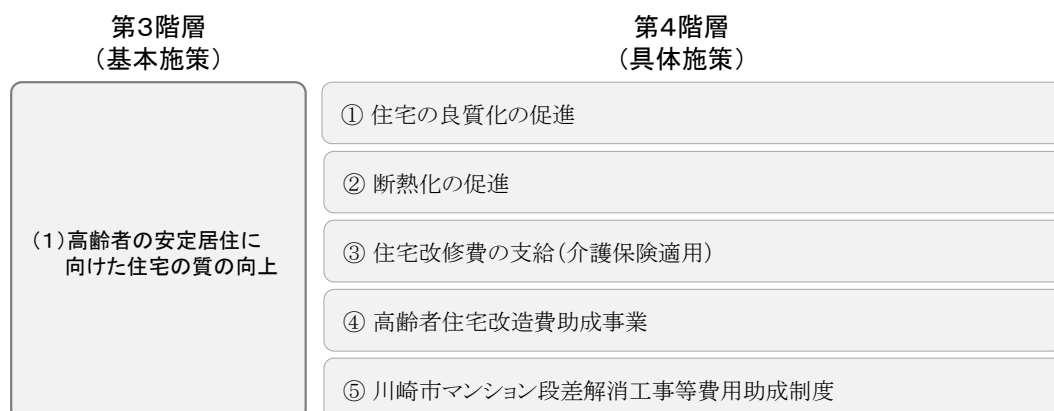 第３階層
（基本施策）
第４階層
（具体施策）
（１）高齢者の安定居住に
向けた住宅の質の向上
① 住宅の良質化の促進
② 断熱化の促進
③ 住宅改修費の支給（介護保険適用）
④ 高齢者住宅改造費助成事業
⑤ 川崎市マンション段差解消工事等費用助成制度